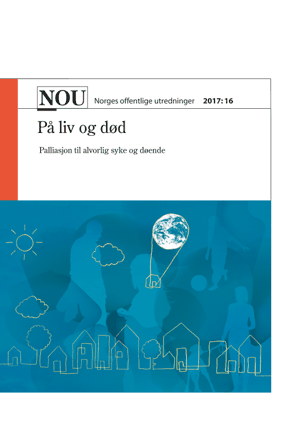 NOU Norges offentlige utredninger 2017: 16
På liv og død
Palliasjon til alvorlig syke og døende